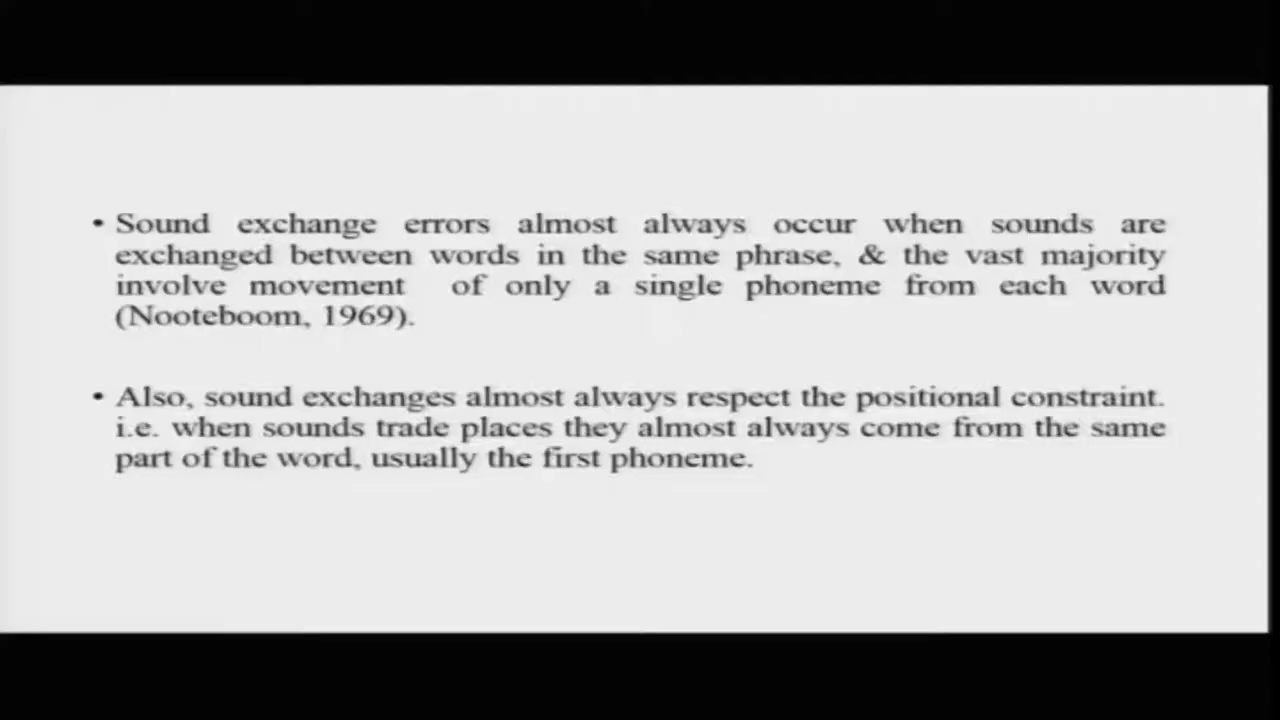 • Sound exchange errors almost always occur when sounds are
exchanged between words in the same phrase, & the vast majority
involve movement of only a single phoneme from each word
(Nooteboom, 1969).
• Also, sound exchanges almost always respect the positional constraint.
i.e. when sounds trade places they almost always come from the same
part of the word, usually the first phoneme.